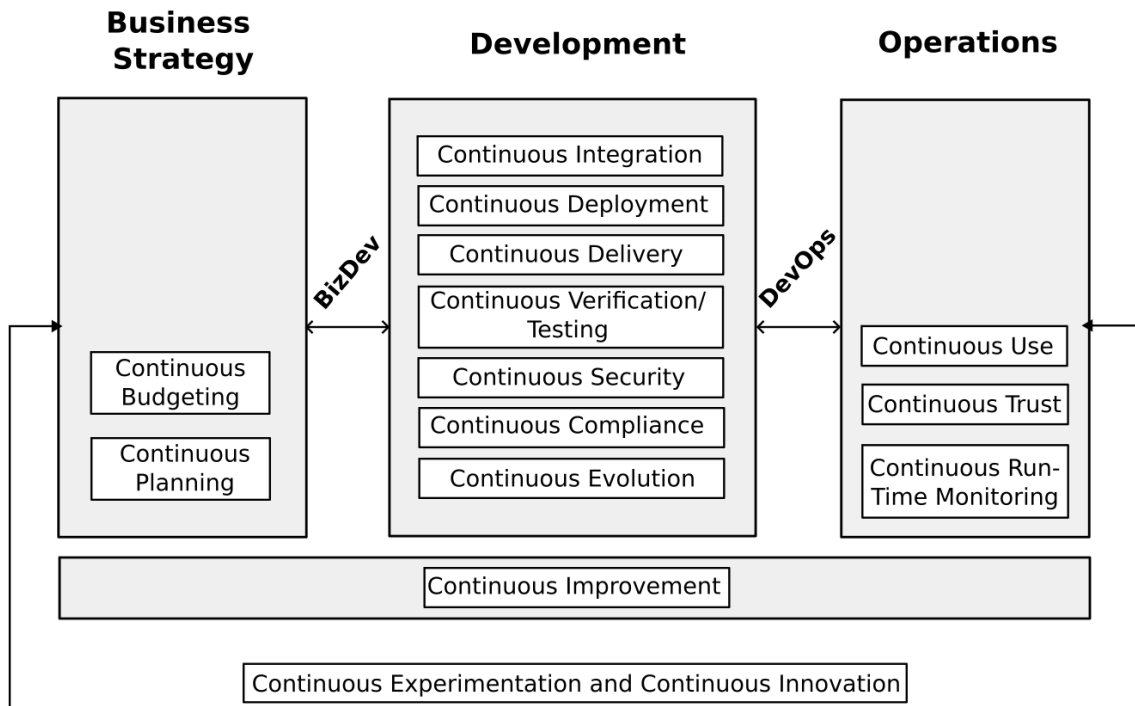 Business
Strategy
Development
Operations
Continuous
Budgeting
Continuous
Planning
BizDev
Continuous Integration
Continuous Deployment
Continuous Delivery
Continuous Verification/
Testing
Continuous Security
Continuous Compliance
Continuous Evolution
DevOps
Continuous Use
Continuous Trust
Continuous Run-
Time Monitoring
Continuous Improvement
Continuous Experimentation and Continuous Innovation